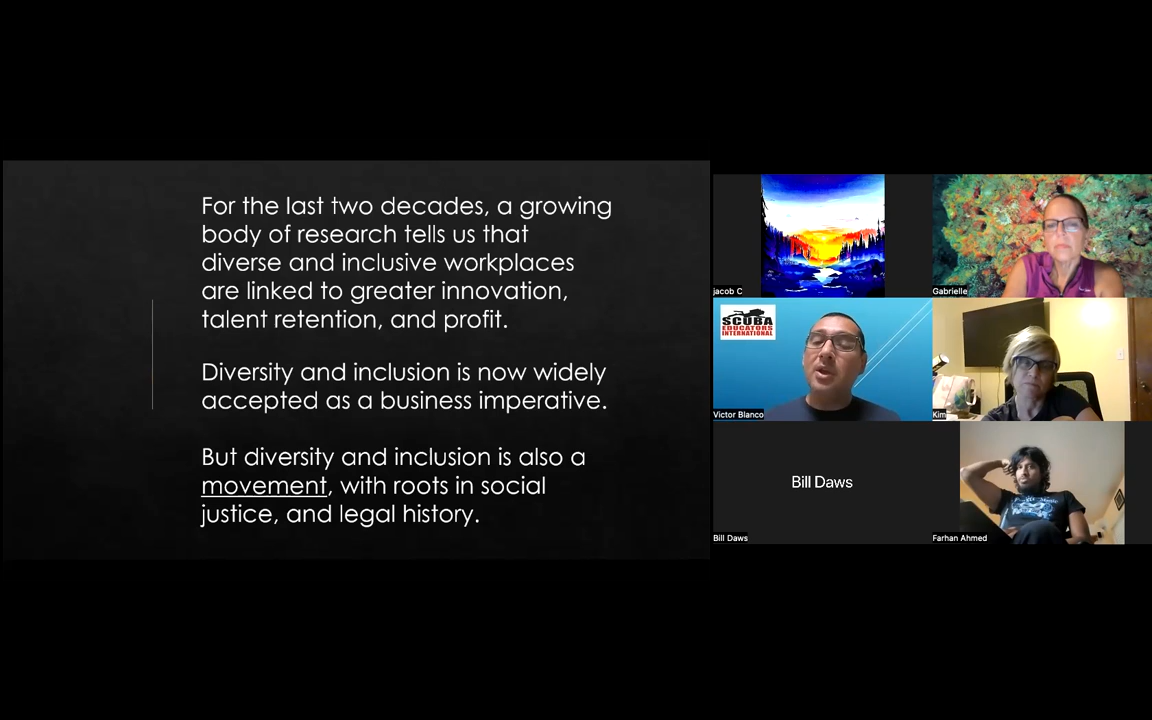 For the last two decades, a growing
body of research tells us that
diverse and inclusive workplaces
are linked to greater innovation,
talent retention, and profit.
Diversity and inclusion is now widely
accepted as a business imperative.
But diversity and inclusion is also a
movement, with roots in social
justice, and legal history.
jacob C
Gabrielle
SCUBA
EDUCATORS
INTERNATIONAL
Victor Blanco
Kim
Bill Daws
Bill Daws
Farhan Ahmed